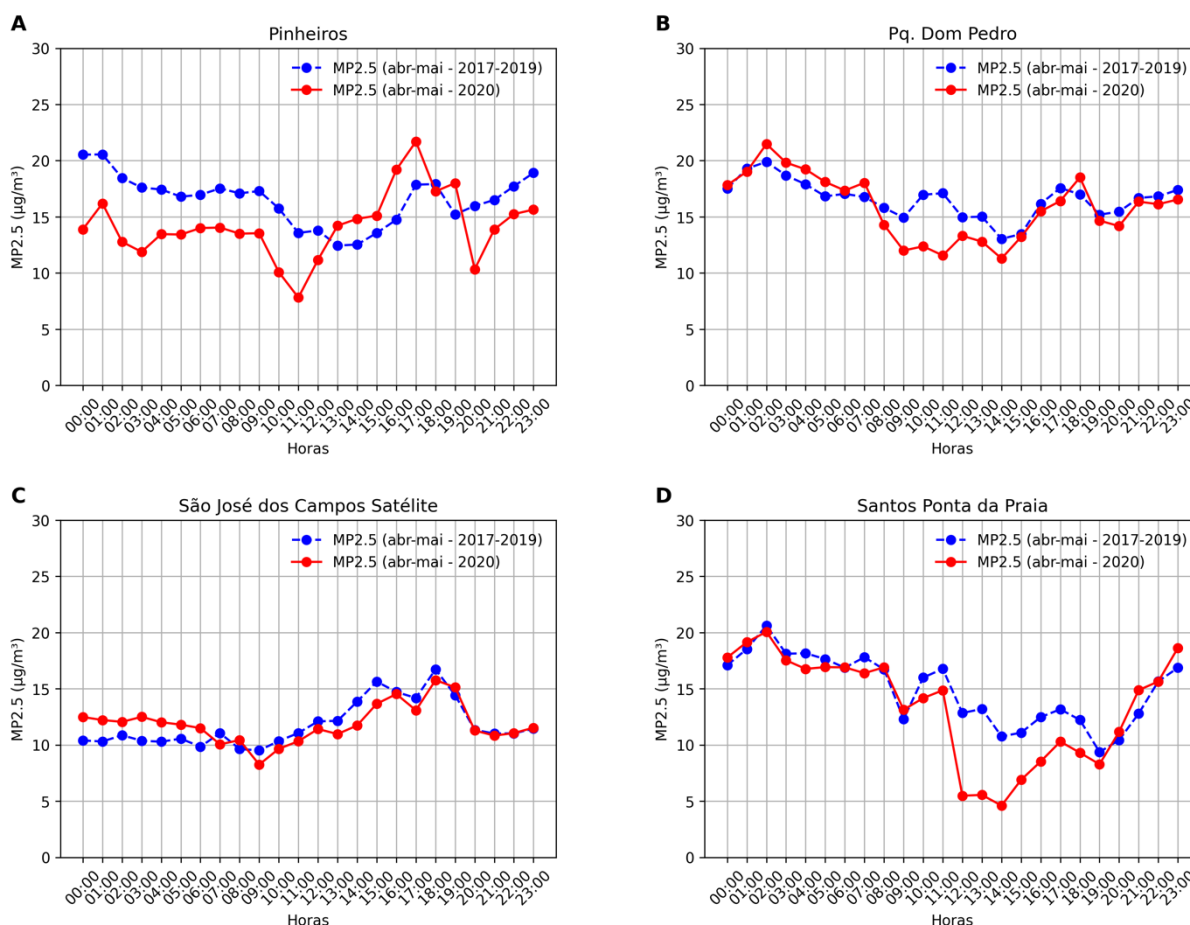 A
Pinheiros
MP2.5 (abr-mai - 2017-2019)
MP2.5 (abr-mai - 2020)
MP2.5 (µg/m³)
30
25
20
15
10
5
0
00:00 01:00 02:00 03:00 04:00 05:00 06:00 07:00 08:00 09:00 10:00 11:00 12:00 13:00 14:00 15:00 16:00 17:00 18:00 19:00 20:00 21:00 22:00 23:00
Horas
B
Pq. Dom Pedro
MP2.5 (abr-mai - 2017-2019)
MP2.5 (abr-mai - 2020)
MP2.5 (µg/m³)
30
25
20
15
10
5
0
00:00 01:00 02:00 03:00 04:00 05:00 06:00 07:00 08:00 09:00 10:00 11:00 12:00 13:00 14:00 15:00 16:00 17:00 18:00 19:00 20:00 21:00 22:00 23:00
Horas
C
São José dos Campos Satélite
MP2.5 (abr-mai - 2017-2019)
MP2.5 (abr-mai - 2020)
MP2.5 (µg/m³)
30
25
20
15
10
5
0
00:00 01:00 02:00 03:00 04:00 05:00 06:00 07:00 08:00 09:00 10:00 11:00 12:00 13:00 14:00 15:00 16:00 17:00 18:00 19:00 20:00 21:00 22:00 23:00
Horas
D
Santos Ponta da Praia
MP2.5 (abr-mai - 2017-2019)
MP2.5 (abr-mai - 2020)
MP2.5 (µg/m³)
30
25
20
15
10
5
0
00:00 01:00 02:00 03:00 04:00 05:00 06:00 07:00 08:00 09:00 10:00 11:00 12:00 13:00 14:00 15:00 16:00 17:00 18:00 19:00 20:00 21:00 22:00 23:00
Horas